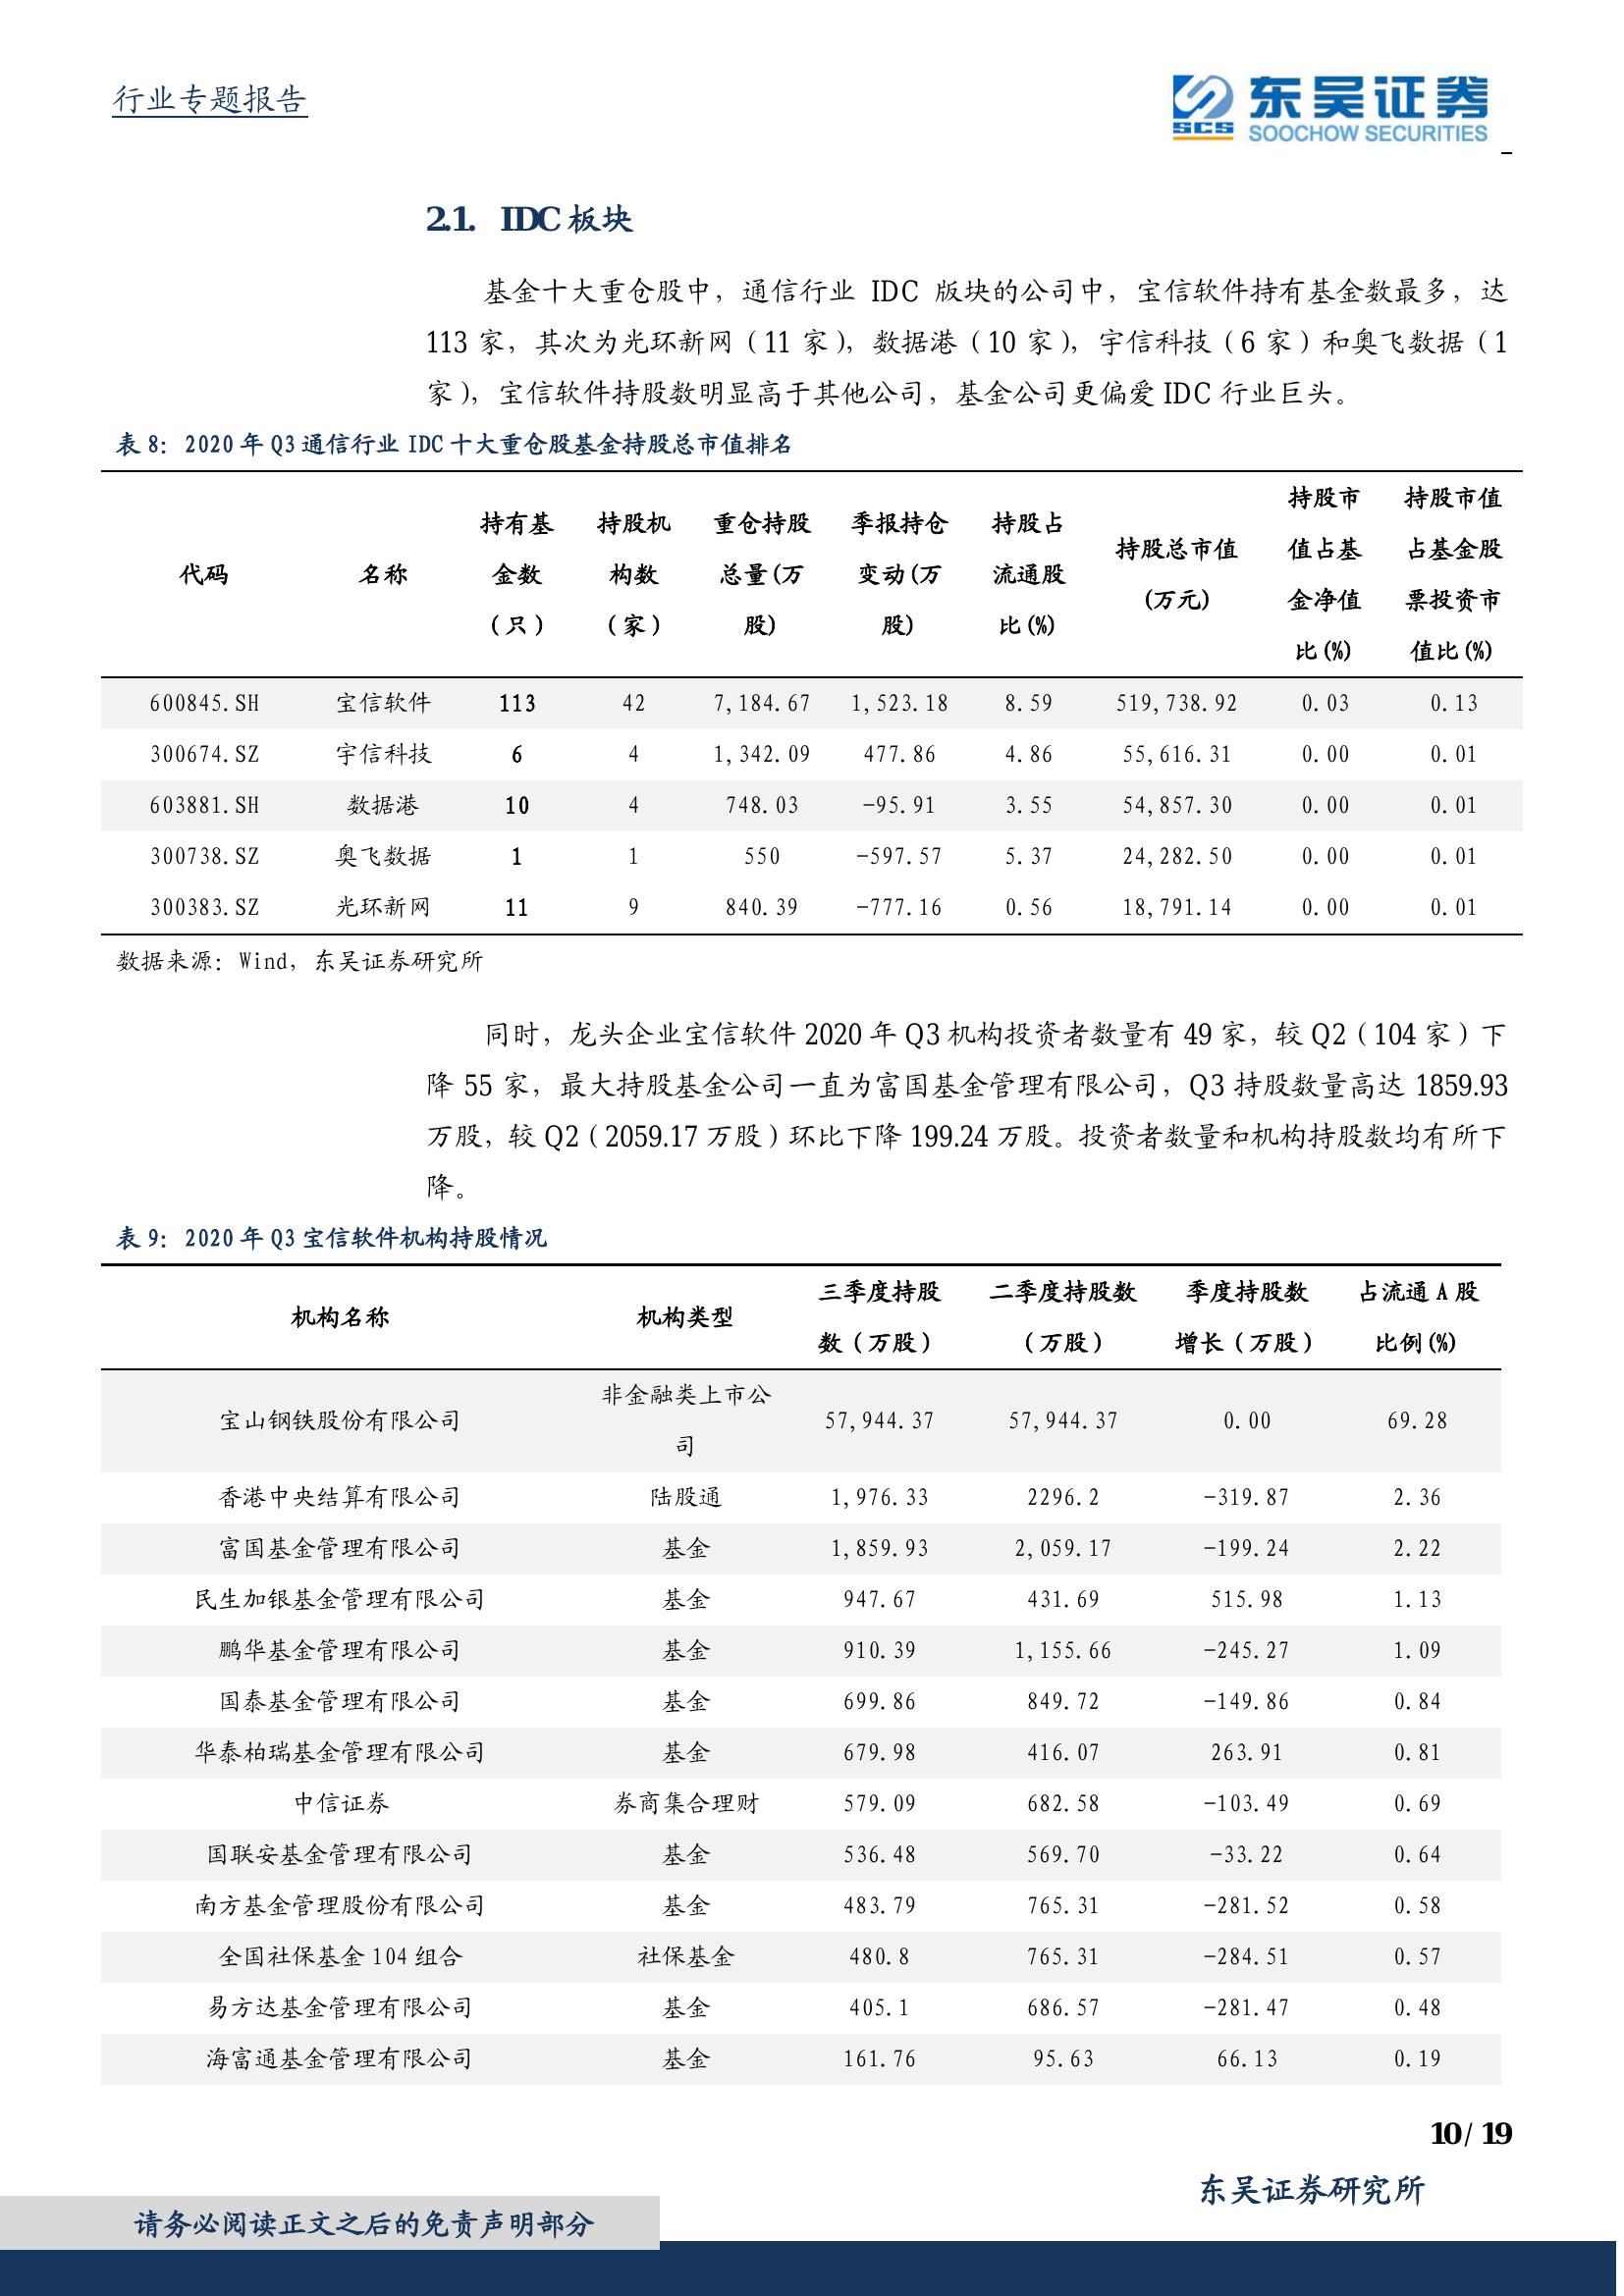 行业专题报告
东吴证券
SCS
SOOCHOW SECURITIES
2.1. IDC 板块
基金十大重仓股中，通信行业 IDC 版块的公司中，宝信软件持有基金数最多，达
113 家，其次为光环新网（11 家），数据港（10 家），宇信科技（6 家）和奥飞数据（1
家），宝信软件持股数明显高于其他公司，基金公司更偏爱 IDC 行业巨头。
表 8：2020 年 Q3 通信行业 IDC 十大重仓股基金持股总市值排名
代码 名称 持有基金数（只） 持股机构数（家） 重仓持股总量(万股) 季报持仓变动(万股) 持股占流通股比(%) 持股总市值(万元) 持股市值占基金净值比(%) 持股市值占基金股票投资市值比(%)
600845.SH 宝信软件 113 42 7,184.67 1,523.18 8.59 519,738.92 0.03 0.13
300674.SZ 宇信科技 6 4 1,342.09 477.86 4.86 55,616.31 0.00 0.01
603881.SH 数据港 10 4 748.03 -95.91 3.55 54,857.30 0.00 0.01
300738.SZ 奥飞数据 1 1 550 -597.57 5.37 24,282.50 0.00 0.01
300383.SZ 光环新网 11 9 840.39 -777.16 0.56 18,791.14 0.00 0.01
数据来源：Wind，东吴证券研究所
同时，龙头企业宝信软件 2020 年 Q3 机构投资者数量有 49 家，较 Q2（104 家）下
降 55 家，最大持股基金公司一直为富国基金管理有限公司，Q3 持股数量高达 1859.93
万股，较 Q2（2059.17 万股）环比下降 199.24 万股。投资者数量和机构持股数均有所下
降。
表 9：2020 年 Q3 宝信软件机构持股情况
机构名称 机构类型 三季度持股数（万股） 二季度持股数（万股） 季度持股数增长（万股） 占流通 A 股比例(%)
宝山钢铁股份有限公司 非金融类上市公司 57,944.37 57,944.37 0.00 69.28
香港中央结算有限公司 陆股通 1,976.33 2296.2 -319.87 2.36
富国基金管理有限公司 基金 1,859.93 2,059.17 -199.24 2.22
民生加银基金管理有限公司 基金 947.67 431.69 515.98 1.13
鹏华基金管理有限公司 基金 910.39 1,155.66 -245.27 1.09
国泰基金管理有限公司 基金 699.86 849.72 -149.86 0.84
华泰柏瑞基金管理有限公司 基金 679.98 416.07 263.91 0.81
中信证券 券商集合理财 579.09 682.58 -103.49 0.69
国联安基金管理有限公司 基金 536.48 569.70 -33.22 0.64
南方基金管理股份有限公司 基金 483.79 765.31 -281.52 0.58
全国社保基金 104 组合 社保基金 480.8 765.31 -284.51 0.57
易方达基金管理有限公司 基金 405.1 686.57 -281.47 0.48
海富通基金管理有限公司 基金 161.76 95.63 66.13 0.19
10 / 19
东吴证券研究所
请务必阅读正文之后的免责声明部分